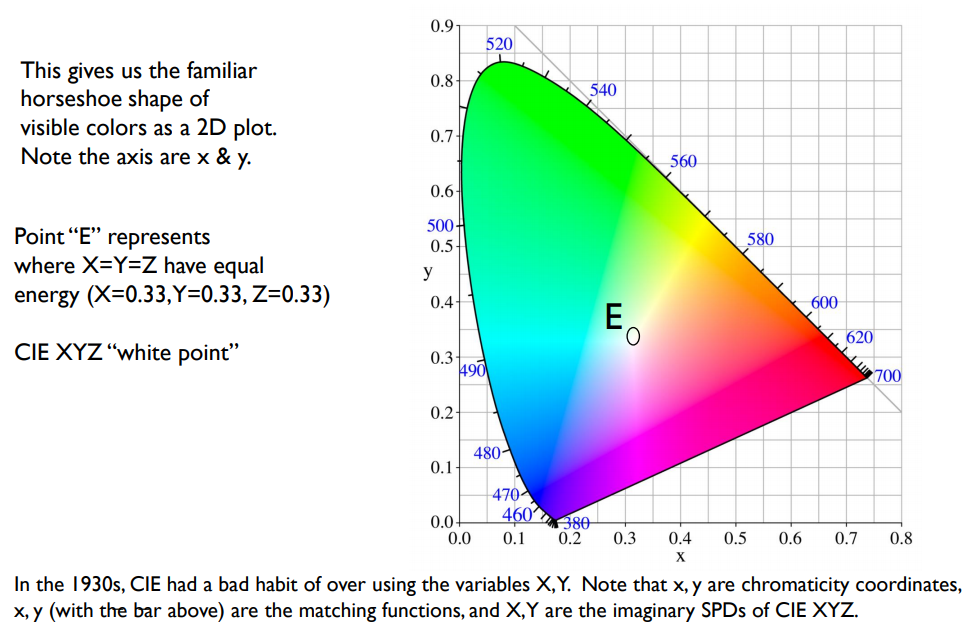 This gives us the familiar
horseshoe shape of
visible colors as a 2D plot.
Note the axis are x & y.
Point “E” represents
where X=Y=Z have equal
energy (X=0.33,Y=0.33, Z=0.33)
CIE XYZ “white point”
0.9
520
0.8
540
0.7
560
0.6
500
580
0.5
y
0.4
600
E
620
0.3
490
700
0.2
480
0.1
470
460
380
0.0
0.0 0.1 0.2 0.3 0.4 0.5 0.6 0.7 0.8
x
In the 1930s, CIE had a bad habit of over using the variables X,Y. Note that x, y are chromaticity coordinates,
x, y (with the bar above) are the matching functions, and X,Y are the imaginary SPDs of CIE XYZ.